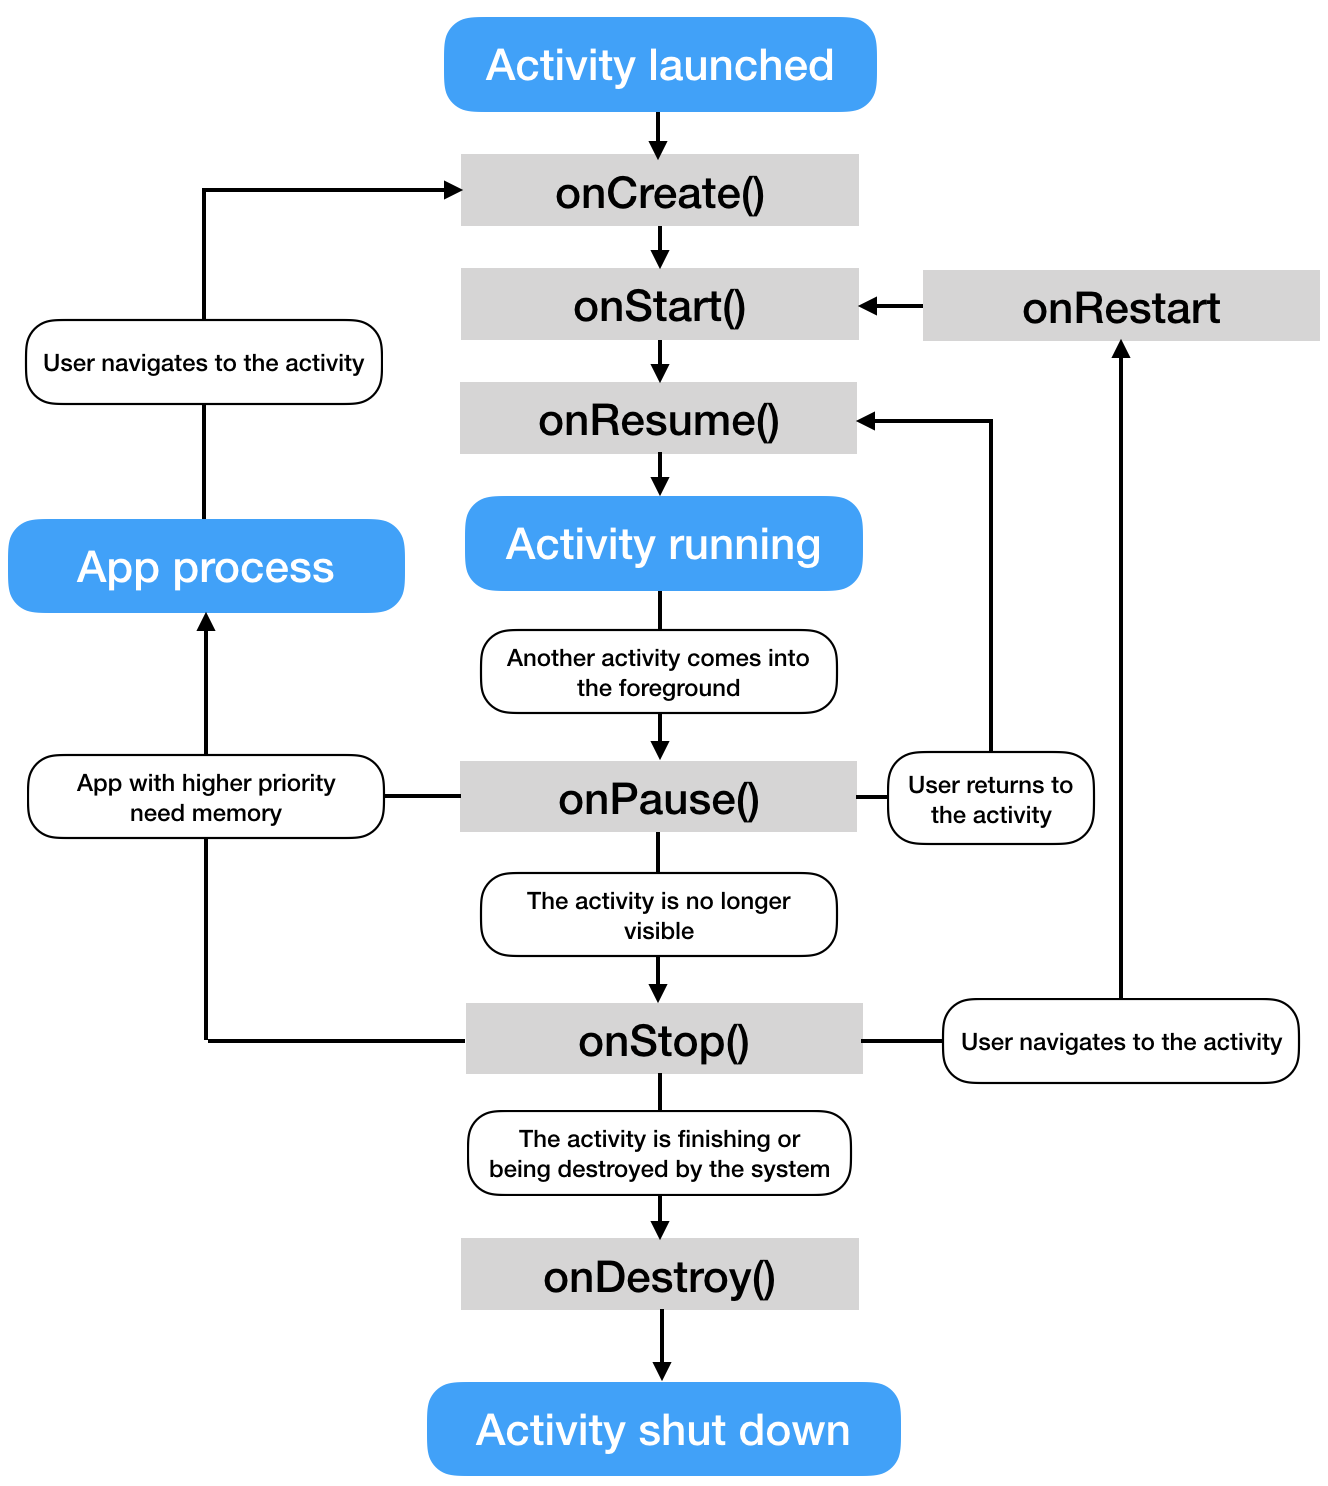 Activity launched
onCreate()
onStart()
onRestart
User navigates to the activity
onResume()
App process
Activity running
Another activity comes into
the foreground
App with higher priority
need memory
onPause()
User returns to
the activity
The activity is no longer
visible
onStop()
User navigates to the activity
The activity is finishing or
being destroyed by the system
onDestroy()
Activity shut down